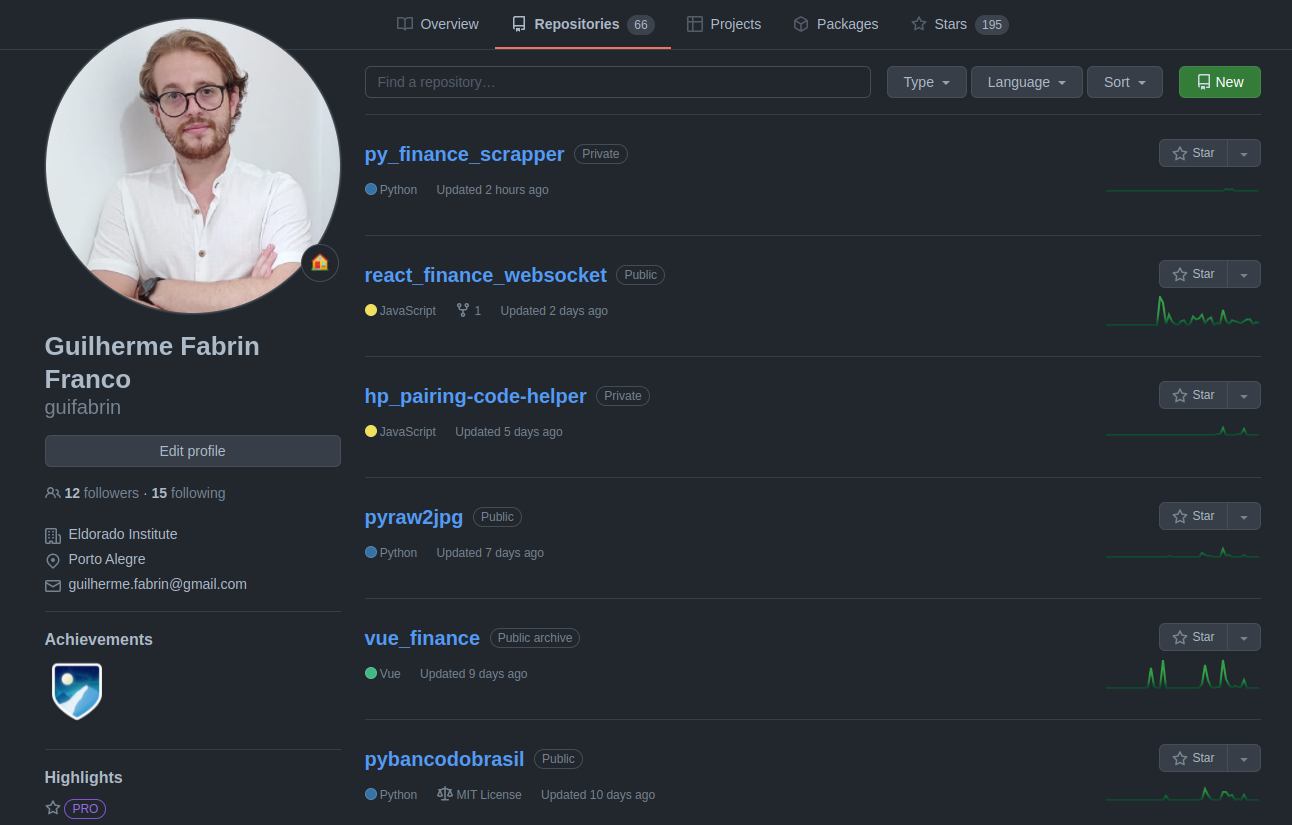 Overview Repositories 66 Projects Packages Stars 195
Find a repository… Type Language Sort New
py_finance_scrapper Private Star
Python Updated 2 hours ago
react_finance_websocket Public Star
JavaScript 1 Updated 2 days ago
hp_pairing-code-helper Private Star
JavaScript Updated 5 days ago
pyraw2jpg Public Star
Python Updated 7 days ago
vue_finance Public archive Star
Vue Updated 9 days ago
pybancodobrasil Public Star
Python MIT License Updated 10 days ago
Guilherme Fabrin
Franco
guifabrin
Edit profile
12 followers · 15 following
Eldorado Institute
Porto Alegre
guilherme.fabrin@gmail.com
Achievements
Highlights
PRO